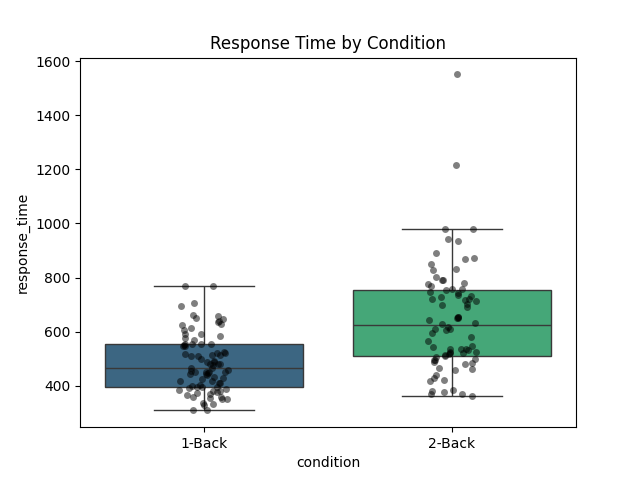 Response Time by Condition
1600
1400
1200
1000
800
600
400
response_time
1-Back
2-Back
condition